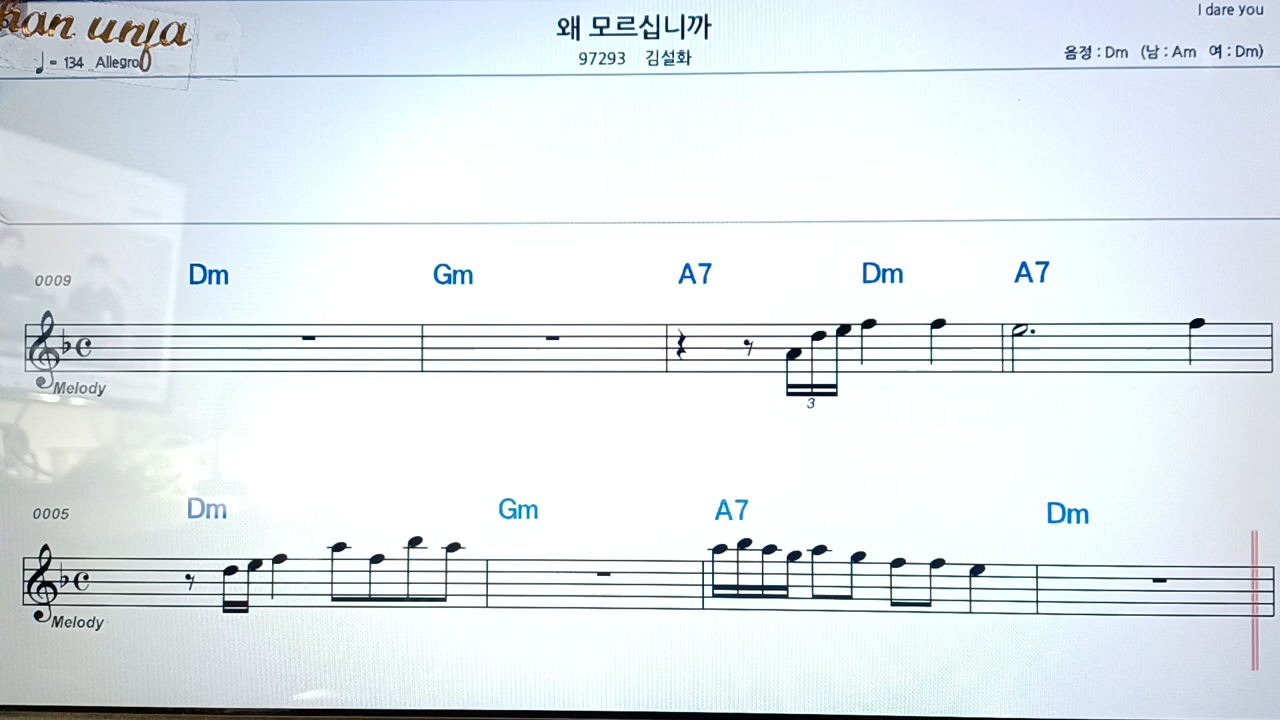 unja
♩= 134 Allegro
왜 모르십니까
97293 김설화
I dare you
음정 : Dm (남 : Am 여 : Dm)
0009 Dm Gm A7 Dm A7
Melody
3
0005 Dm Gm A7 Dm
Melody